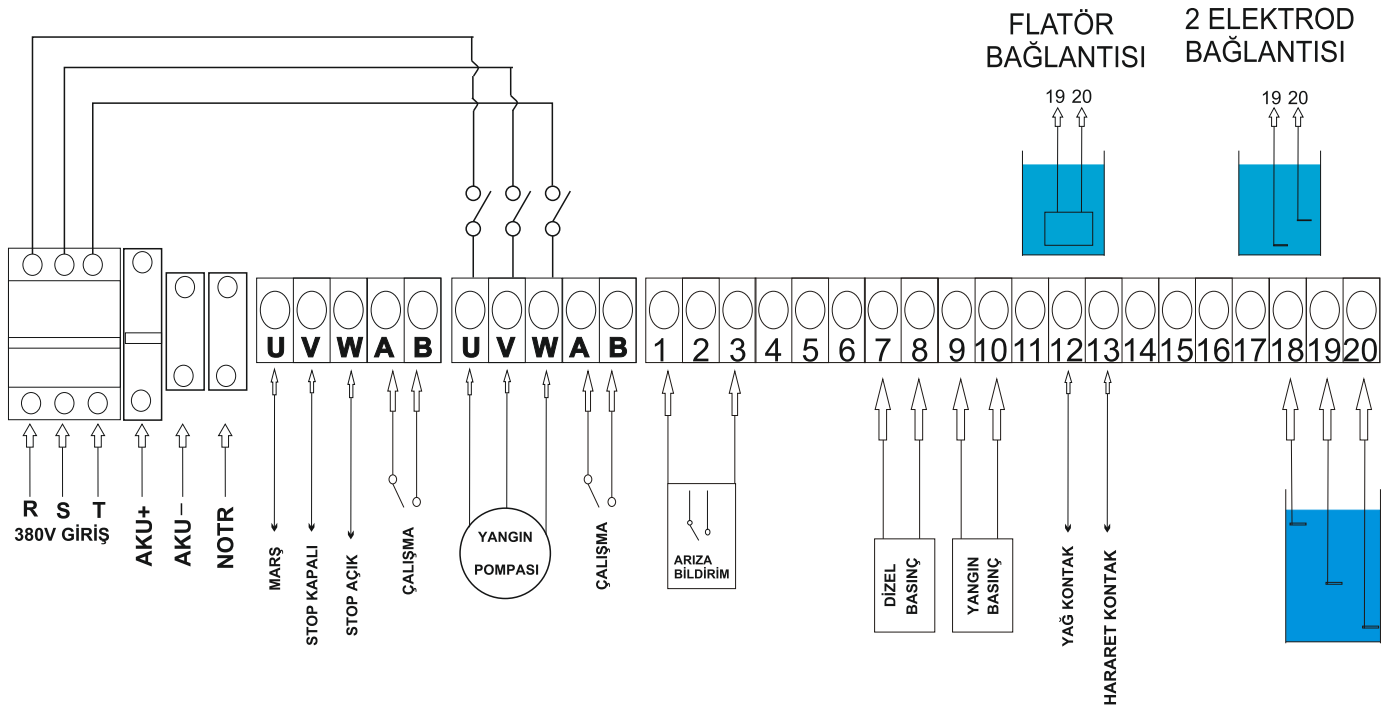 FLATÖR
BAĞLANTISI
2 ELEKTROD
BAĞLANTISI
19 20
19 20
U V W A B
U V W A B
1 2 3 4 5 6 7 8 9 10 11 12 13 14 15 16 17 18 19 20
R S T
380V GİRİŞ
AKU+
AKU−
NOTR
MARŞ
STOP KAPALI
STOP AÇIK
ÇALIŞMA
YANGIN
POMPASI
ÇALIŞMA
ARIZA
BİLDİRİM
DİZEL
BASINÇ
YANGIN
BASINÇ
YAĞ KONTAK
HARARET KONTAK